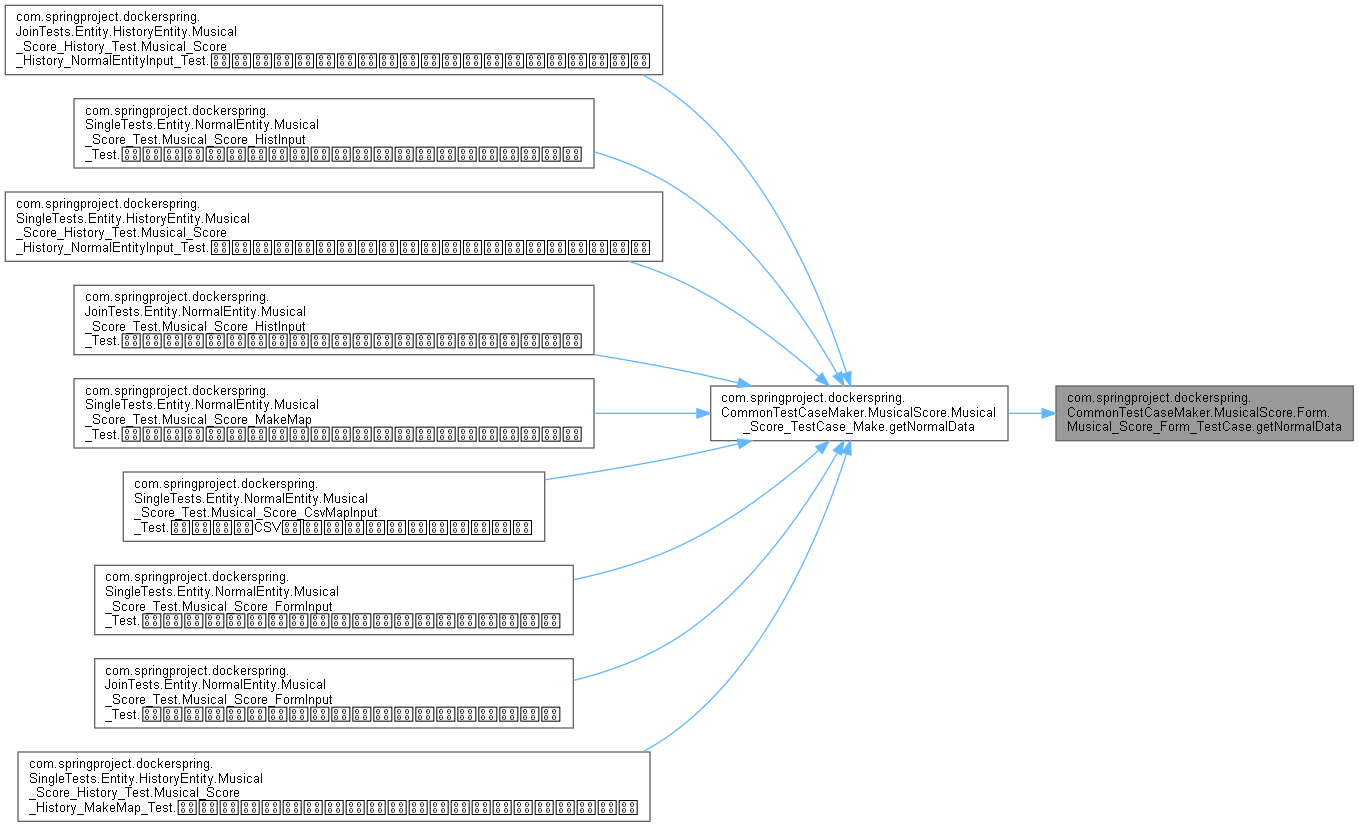 com.springproject.dockerspring.
JoinTests.Entity.HistoryEntity.Musical
_Score_History_Test.Musical_Score
_History_NormalEntityInput_Test.
com.springproject.dockerspring.
SingleTests.Entity.NormalEntity.Musical
_Score_Test.Musical_Score_HistInput
_Test.
com.springproject.dockerspring.
SingleTests.Entity.HistoryEntity.Musical
_Score_History_Test.Musical_Score
_History_NormalEntityInput_Test.
com.springproject.dockerspring.
JoinTests.Entity.NormalEntity.Musical
_Score_Test.Musical_Score_HistInput
_Test.
com.springproject.dockerspring.
SingleTests.Entity.NormalEntity.Musical
_Score_Test.Musical_Score_MakeMap
_Test.
com.springproject.dockerspring.
SingleTests.Entity.NormalEntity.Musical
_Score_Test.Musical_Score_CsvMapInput
_Test.CSV
com.springproject.dockerspring.
SingleTests.Entity.NormalEntity.Musical
_Score_Test.Musical_Score_FormInput
_Test.
com.springproject.dockerspring.
JoinTests.Entity.NormalEntity.Musical
_Score_Test.Musical_Score_FormInput
_Test.
com.springproject.dockerspring.
SingleTests.Entity.HistoryEntity.Musical
_Score_History_Test.Musical_Score
_History_MakeMap_Test.
com.springproject.dockerspring.
CommonTestCaseMaker.MusicalScore.Musical
_Score_TestCase_Make.getNormalData
com.springproject.dockerspring.
CommonTestCaseMaker.MusicalScore.Form.
Musical_Score_Form_TestCase.getNormalData